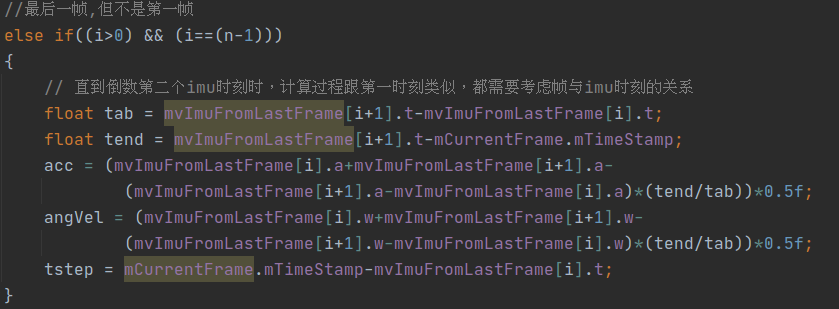 //最后一帧,但不是第一帧
else if((i>0) && (i==(n-1)))
{
// 直到倒数第二个imu时刻时，计算过程跟第一时刻类似，都需要考虑帧与imu时刻的关系
float tab = mvImuFromLastFrame[i+1].t-mvImuFromLastFrame[i].t;
float tend = mvImuFromLastFrame[i+1].t-mCurrentFrame.mTimeStamp;
acc = (mvImuFromLastFrame[i].a+mvImuFromLastFrame[i+1].a-
(mvImuFromLastFrame[i+1].a-mvImuFromLastFrame[i].a)*(tend/tab))*0.5f;
angVel = (mvImuFromLastFrame[i].w+mvImuFromLastFrame[i+1].w-
(mvImuFromLastFrame[i+1].w-mvImuFromLastFrame[i].w)*(tend/tab))*0.5f;
tstep = mCurrentFrame.mTimeStamp-mvImuFromLastFrame[i].t;
}